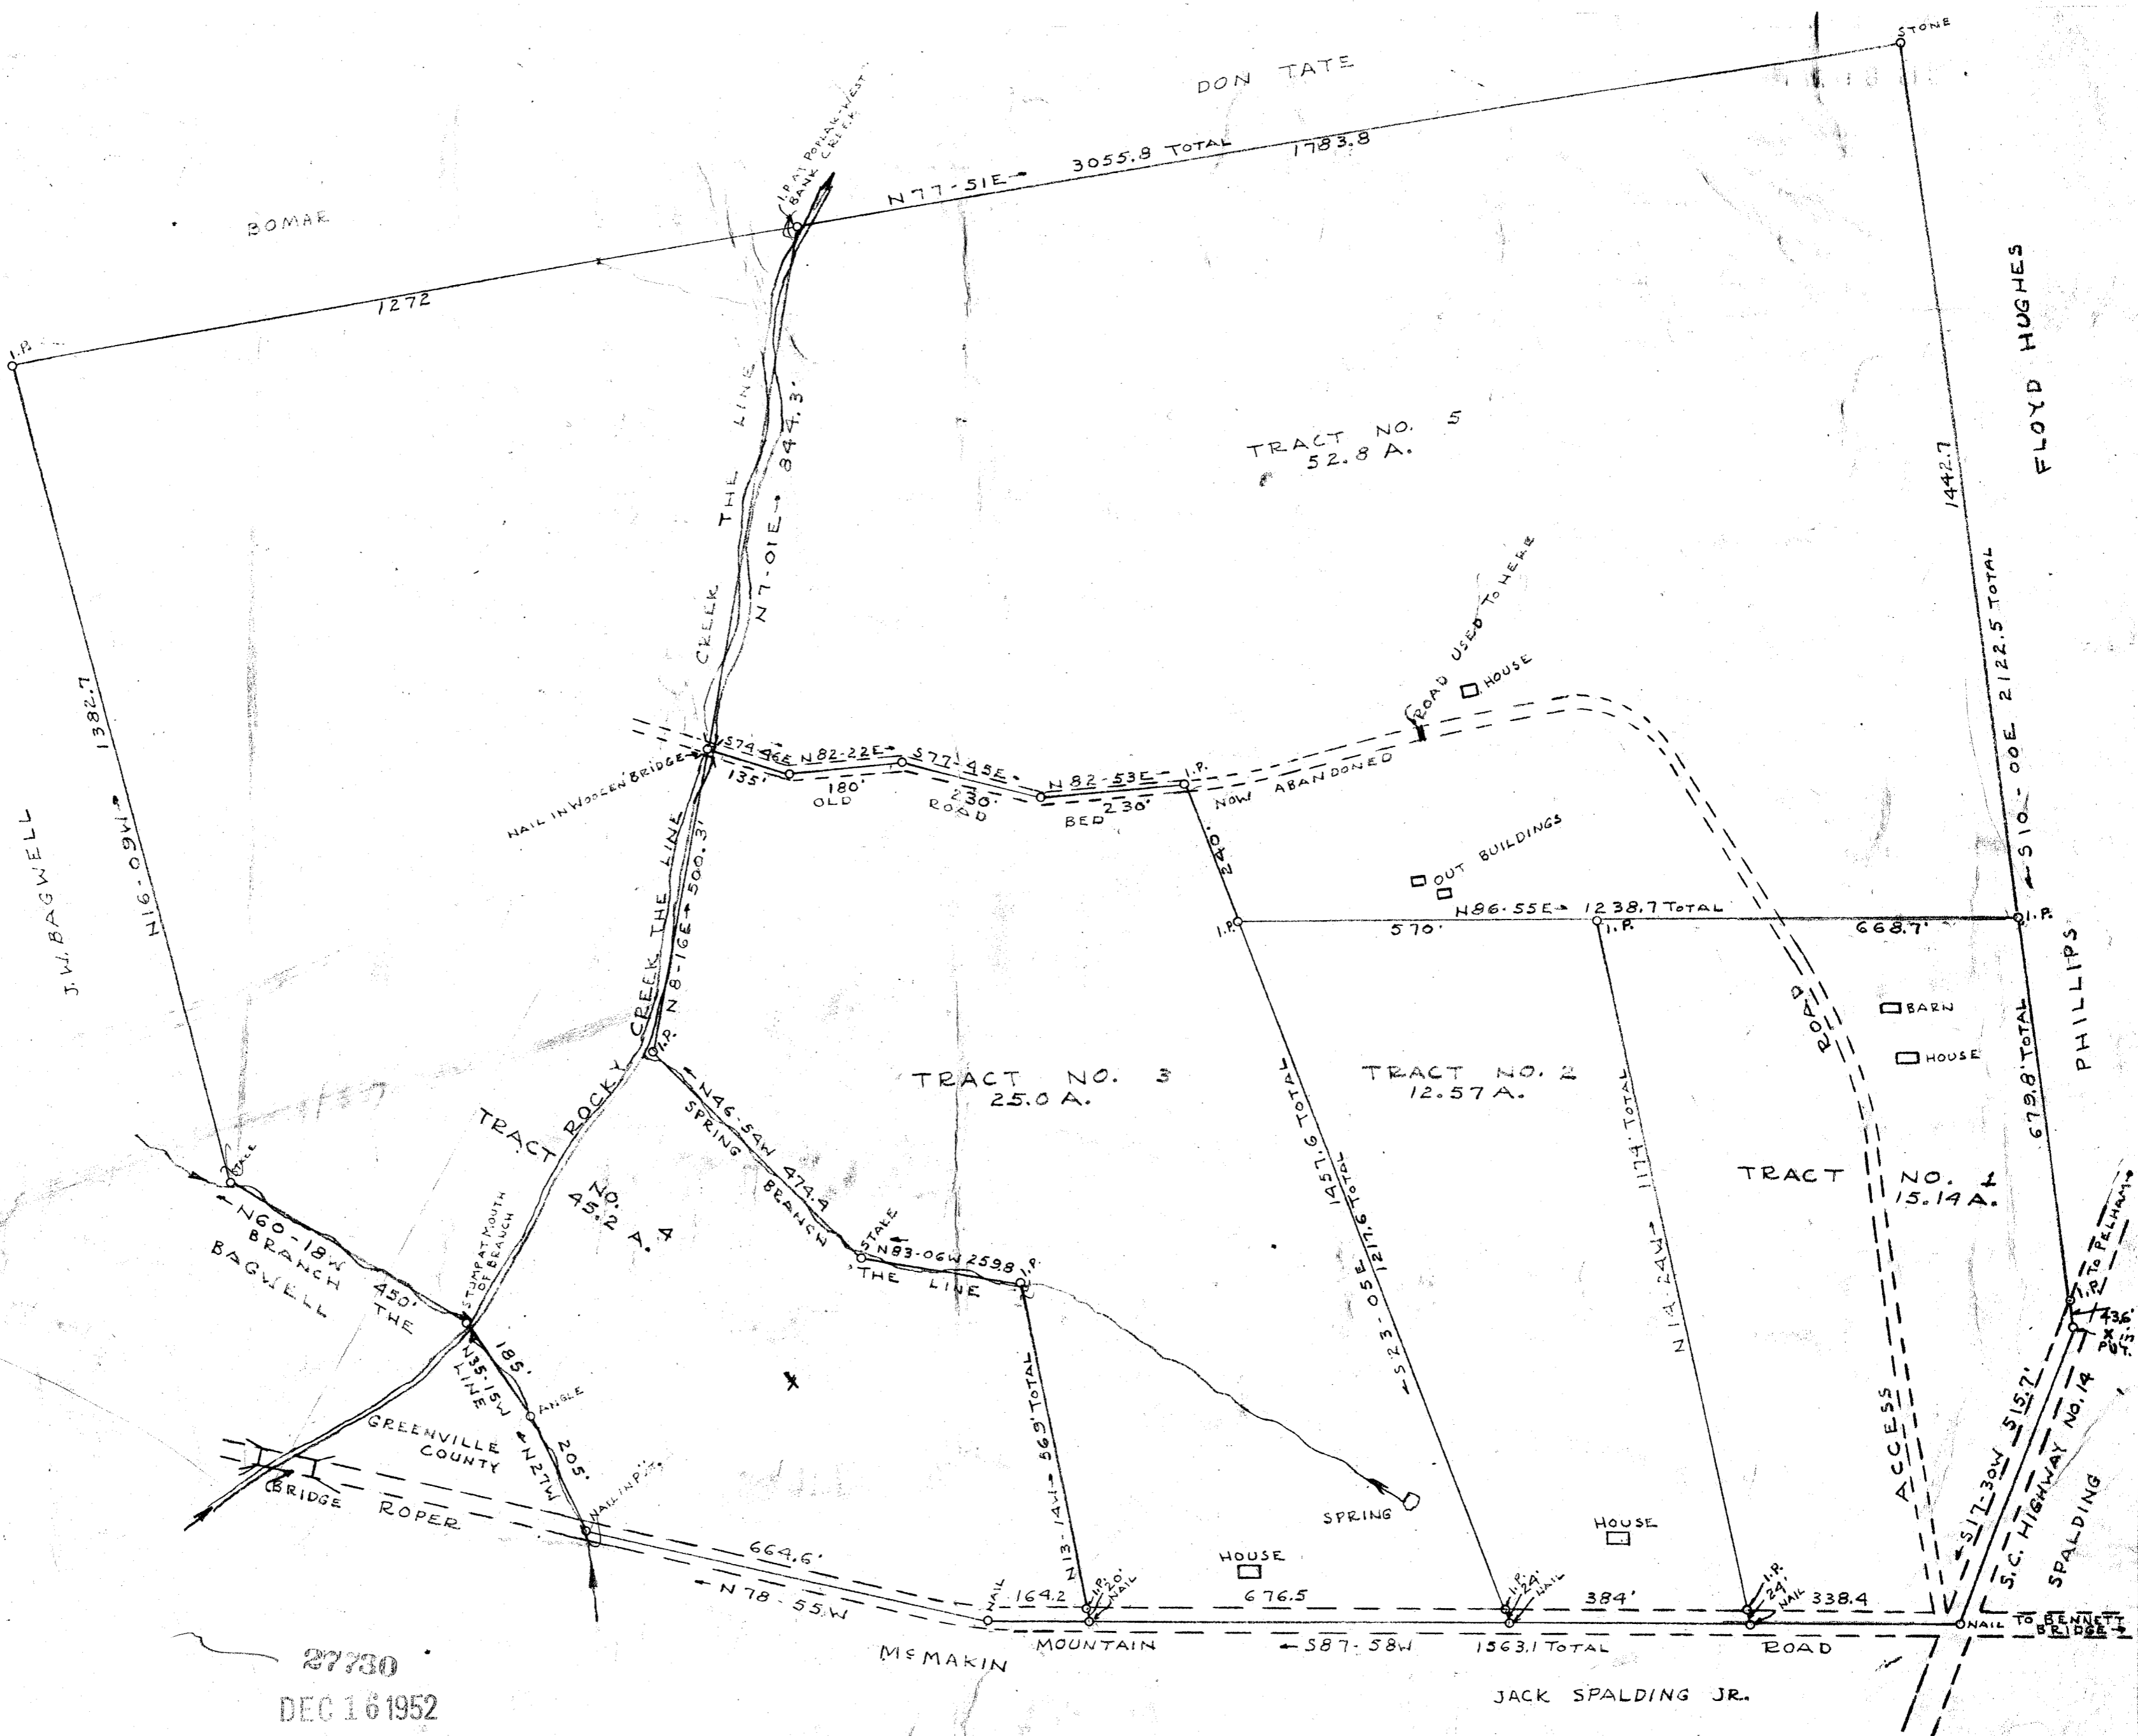 STONE
DON TATE
I.P. AT POPLAR-WEST
BANK CREEK
N77-51E→ 3055.8 TOTAL 1783.8
BOMAR
1272
I.P.
FLOYD HUGHES
1442.7
←S10-00E 2122.5 TOTAL
CREEK THE LINE
N7-01E→ 844.3'
TRACT NO. 5
52.8 A.
ROAD USED TO HERE
HOUSE
1382.7
N16-09W→
J.W. BAGWELL
NAIL IN WOODEN BRIDGE→
S74-46E
135'
N82-22E→
180'
S77-45E→
230'
N82-53E→
230'
I.P.
OLD ROAD BED
NOW ABANDONED
240'
OUT BUILDINGS
N86-55E→ 1238.7 TOTAL
I.P.
570'
I.P.
668.7'
I.P.
PHILLIPS
679.8' TOTAL
BARN
HOUSE
ROAD
ROCKY CREEK THE LINE
N8-16E→ 500.3'
I.P.
TRACT NO. 3
25.0 A.
TRACT NO. 2
12.57 A.
TRACT NO. 1
15.14 A.
1457.6 TOTAL
←S23-05E 1217.6 TOTAL
1174' TOTAL
←N46-54W 474.4
SPRING BRANCH
STAKE
←N83-06W 259.8
THE LINE
I.P.
TRACT NO. 4
45.2 A.
STUMP AT MOUTH
OF BRANCH
←N60-18W 450'
BRANCH THE
BAGWELL
185'
N35-15W
LINE
ANGLE
205'
←N27W
GREENVILLE
COUNTY
BRIDGE
ROPER
664.6'
←N78-55W
NAIL
164.2
N13-14W→ 869' TOTAL
I.P.
20'
NAIL
HOUSE
676.5
SPRING
I.P.
24'
NAIL
HOUSE
384'
I.P.
24'
NAIL
338.4
ACCESS
TO PELHAM→
I.P.
43.6'
X in
PVT.
←S17-30W 515.7'
S.C. HIGHWAY NO. 14
SPALDING
NAIL
TO BENNETT
BRIDGE→
MOUNTAIN
←S87-58W
1563.1 TOTAL
ROAD
McMAKIN
JACK SPALDING JR.
27730
DEC 16 1952